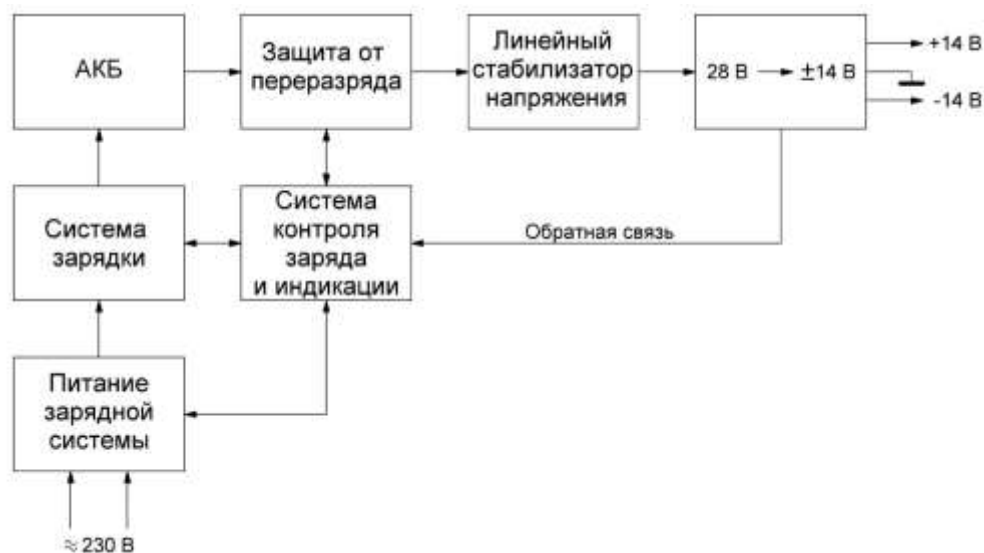 АКБ
Защита от
переразряда
Линейный
стабилизатор
напряжения
28 В
±14 В
+14 В
-14 В
Система
зарядки
Система
контроля
заряда
и индикации
Обратная связь
Питание
зарядной
системы
≈ 230 В